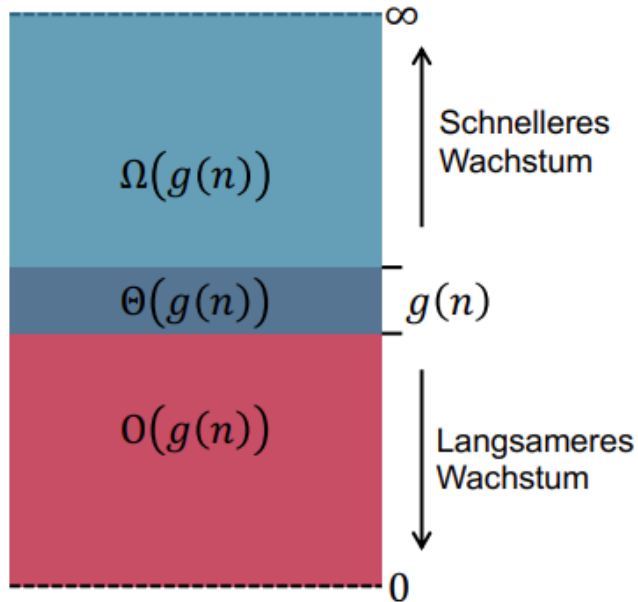 ∞
Schnelleres
Wachstum
Ω(g(n))
Θ(g(n))
g(n)
O(g(n))
Langsameres
Wachstum
0